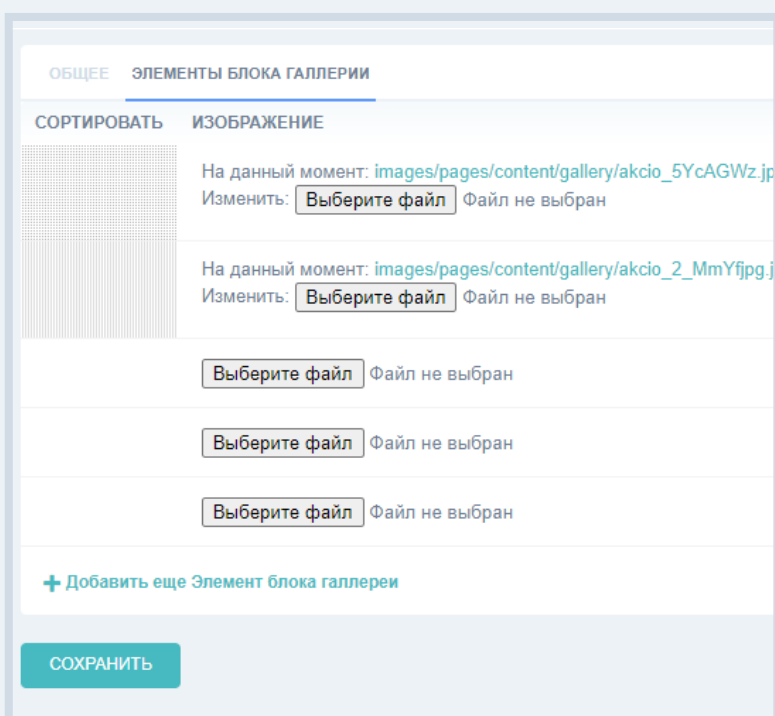 ОБЩЕЕ ЭЛЕМЕНТЫ БЛОКА ГАЛЛЕРИИ
СОРТИРОВАТЬ ИЗОБРАЖЕНИЕ
На данный момент: images/pages/content/gallery/akcio_5YcAGWz.jp
Изменить: Выберите файл Файл не выбран
На данный момент: images/pages/content/gallery/akcio_2_MmYfjpg.j
Изменить: Выберите файл Файл не выбран
Выберите файл Файл не выбран
Выберите файл Файл не выбран
Выберите файл Файл не выбран
Добавить еще Элемент блока галлереи
СОХРАНИТЬ